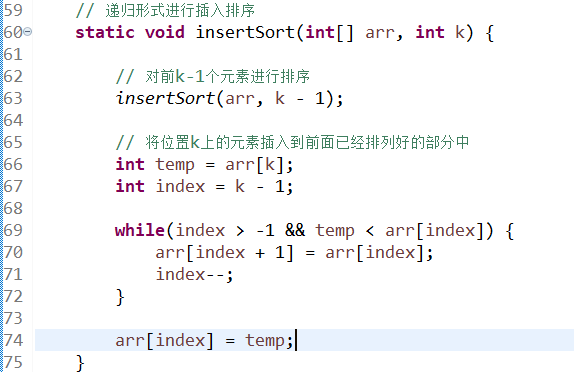 59 // 递归形式进行插入排序
60 static void insertSort(int[] arr, int k) {
61
62 // 对前k-1个元素进行排序
63 insertSort(arr, k - 1);
64
65 // 将位置k上的元素插入到前面已经排列好的部分中
66 int temp = arr[k];
67 int index = k - 1;
68
69 while(index > -1 && temp < arr[index]) {
70 arr[index + 1] = arr[index];
71 index--;
72 }
73
74 arr[index] = temp;
75 }